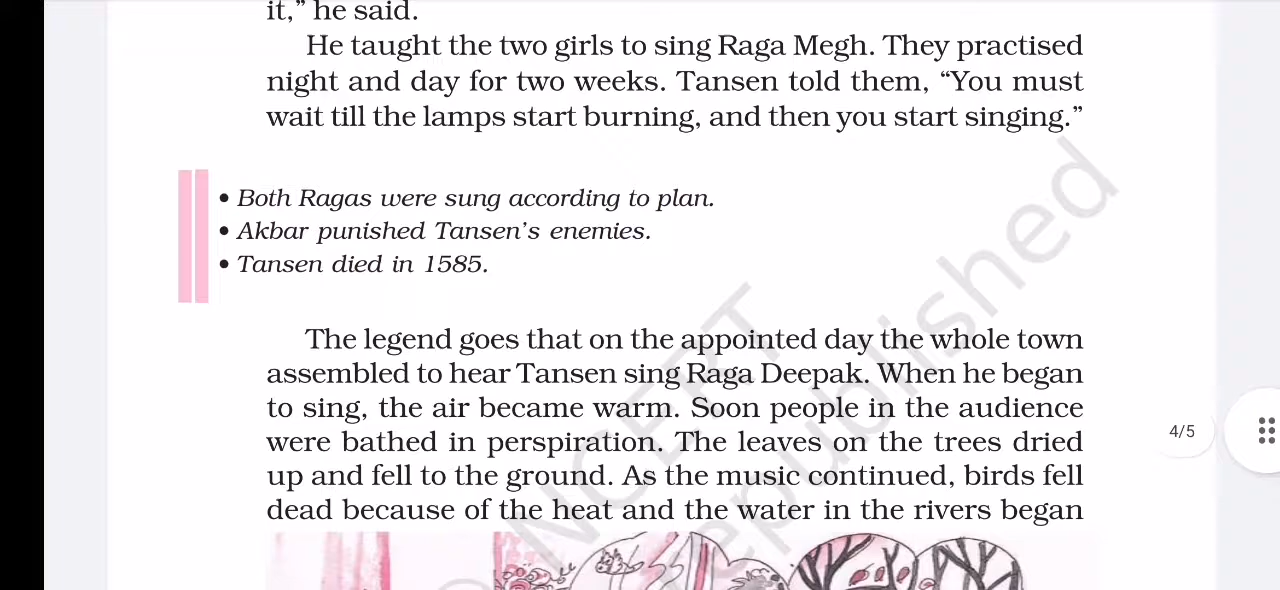 it,” he said.
He taught the two girls to sing Raga Megh. They practised
night and day for two weeks. Tansen told them, “You must
wait till the lamps start burning, and then you start singing.”
• Both Ragas were sung according to plan.
• Akbar punished Tansen’s enemies.
• Tansen died in 1585.
The legend goes that on the appointed day the whole town
assembled to hear Tansen sing Raga Deepak. When he began
to sing, the air became warm. Soon people in the audience
were bathed in perspiration. The leaves on the trees dried
up and fell to the ground. As the music continued, birds fell
dead because of the heat and the water in the rivers began
4/5
NCERT
republished